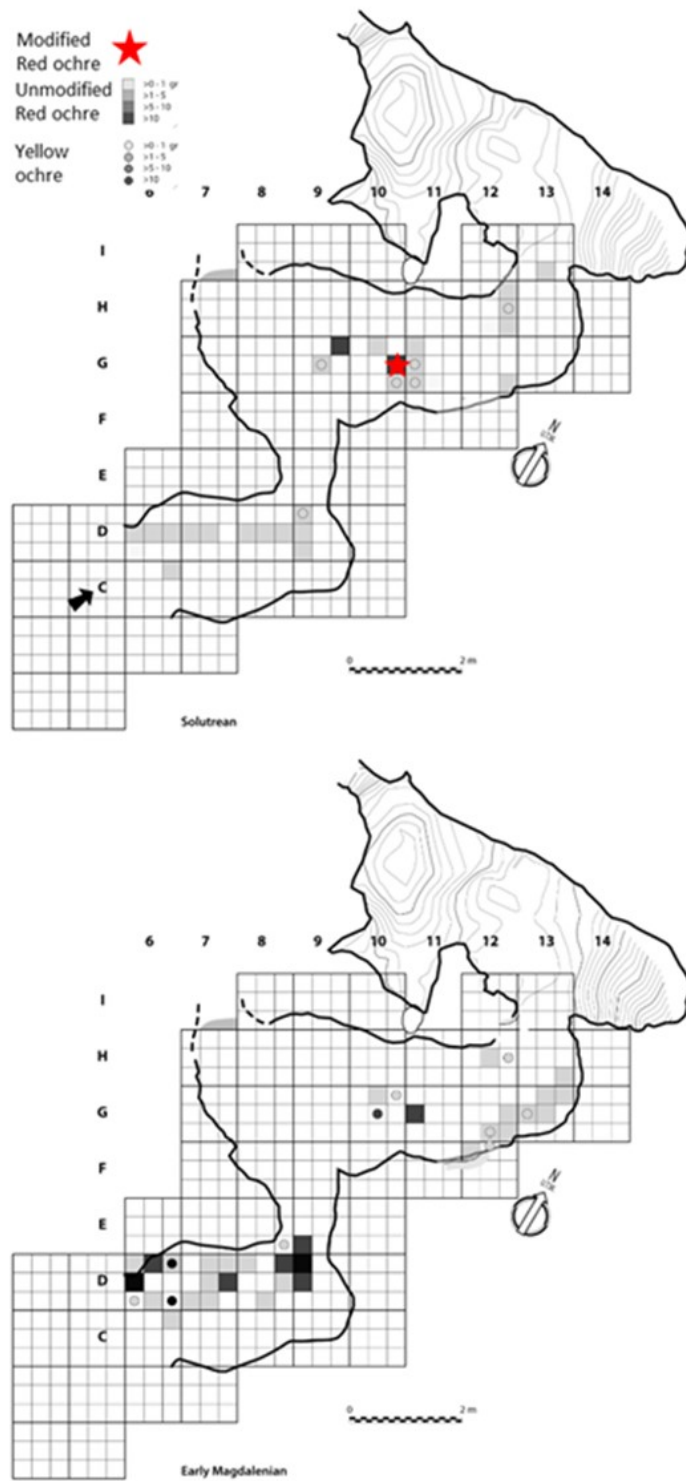 Modified
Red ochre
Unmodified
Red ochre
>0 - 1 gr
>1 - 5
>5 - 10
>10
Yellow
ochre
>0 - 1 gr
>1 - 5
>5 - 10
>10
6 7 8 9 10 11 12 13 14
I
H
G
F
E
D
C
N
0 2 m
Solutrean
6 7 8 9 10 11 12 13 14
I
H
G
F
E
D
C
N
0 2 m
Early Magdalenian